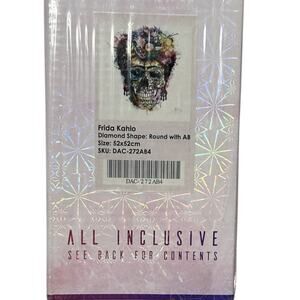 Frida Kahlo
Diamond Shape: Round with AB
Size: 52x52cm
SKU: DAC-272AB4
DAC-272AB4
ALL INCLUSIVE
SEE BACK FOR CONTENTS